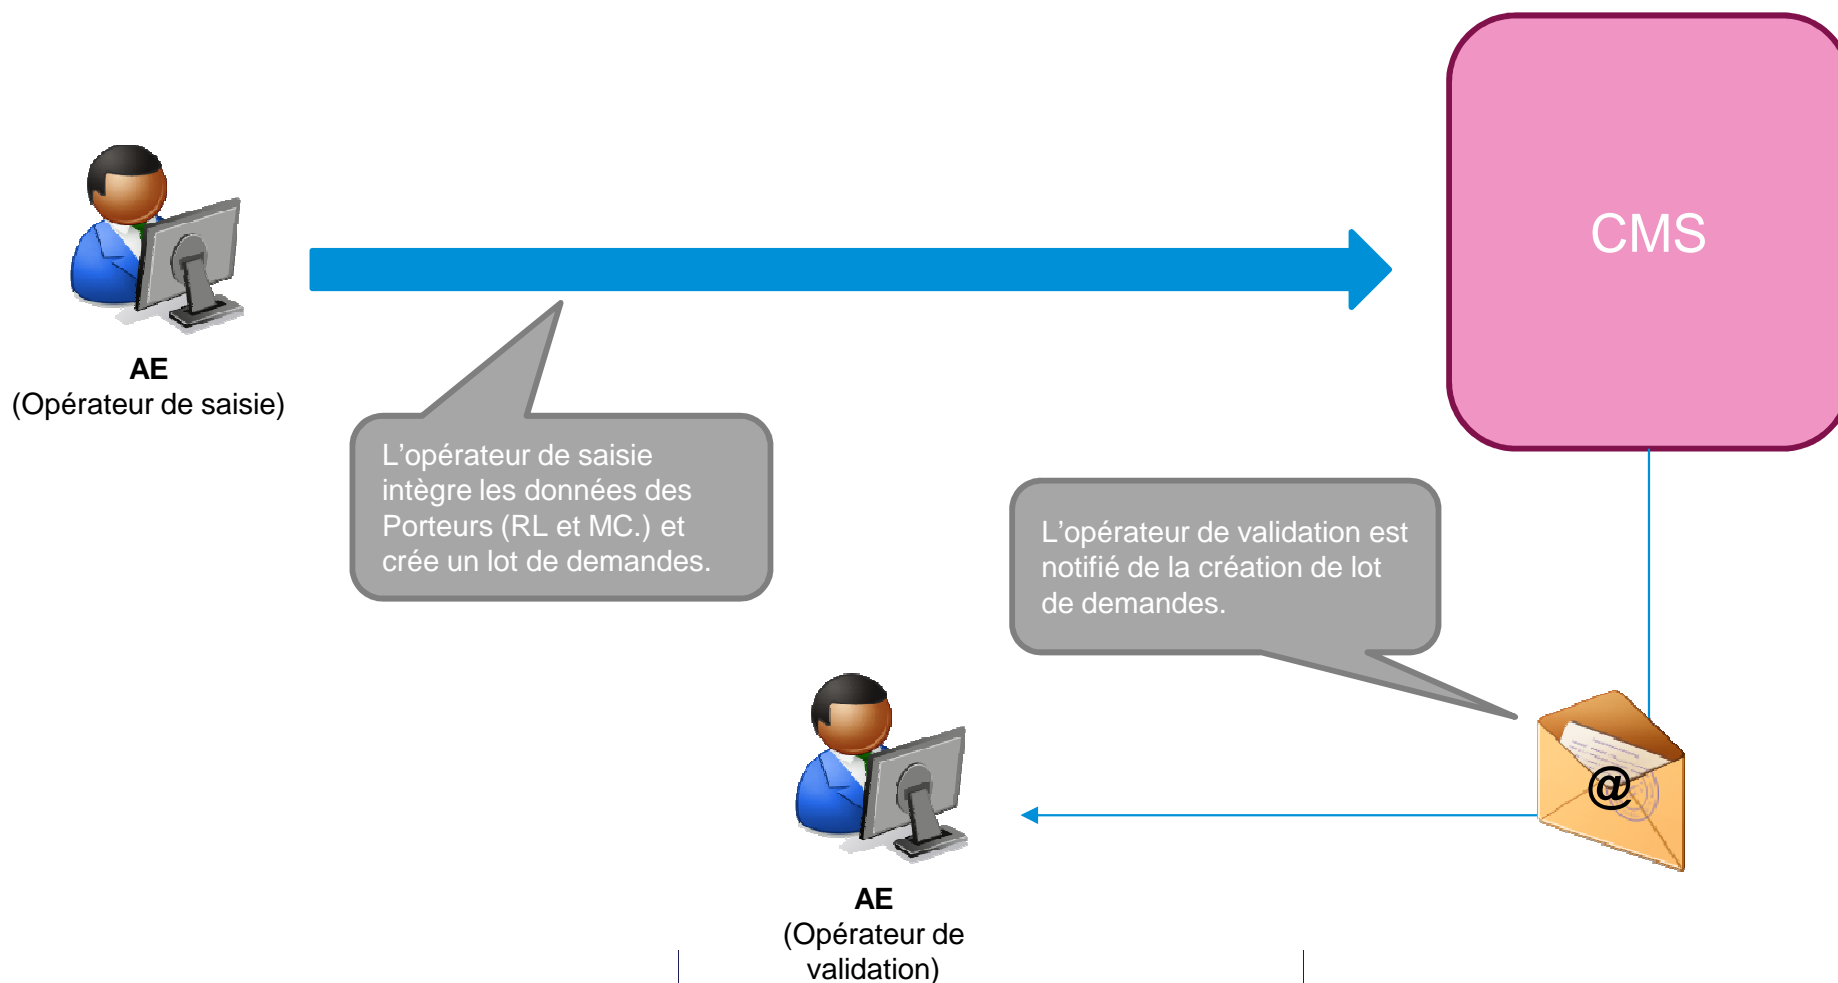 CMS
AE
(Opérateur de saisie)
L’opérateur de saisie
intègre les données des
Porteurs (RL et MC.) et
crée un lot de demandes.
L’opérateur de validation est
notifié de la création de lot
de demandes.
@
AE
(Opérateur de
validation)